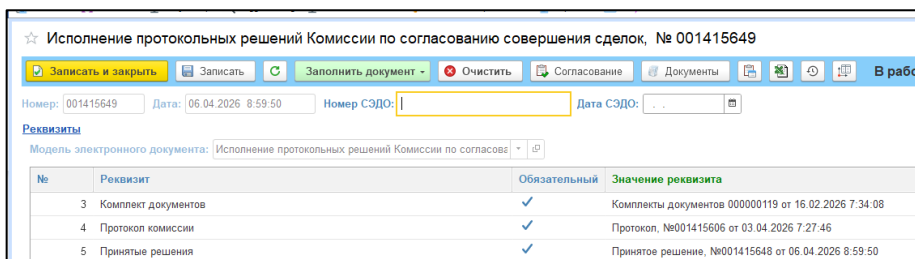 Исполнение протокольных решений Комиссии по согласованию совершения сделок, № 001415649
Записать и закрыть Записать Заполнить документ Очистить Согласование Документы В рабо
Номер: 001415649 Дата: 06.04.2026 8:59:50 Номер СЭДО: Дата СЭДО: . .
Реквизиты
Модель электронного документа: Исполнение протокольных решений Комиссии по согласова
№ Реквизит Обязательный Значение реквизита
3 Комплект документов Комплекты документов 000000119 от 16.02.2026 7:34:08
4 Протокол комиссии Протокол, №001415606 от 03.04.2026 7:27:46
5 Принятые решения Принятое решение, №001415648 от 06.04.2026 8:59:50